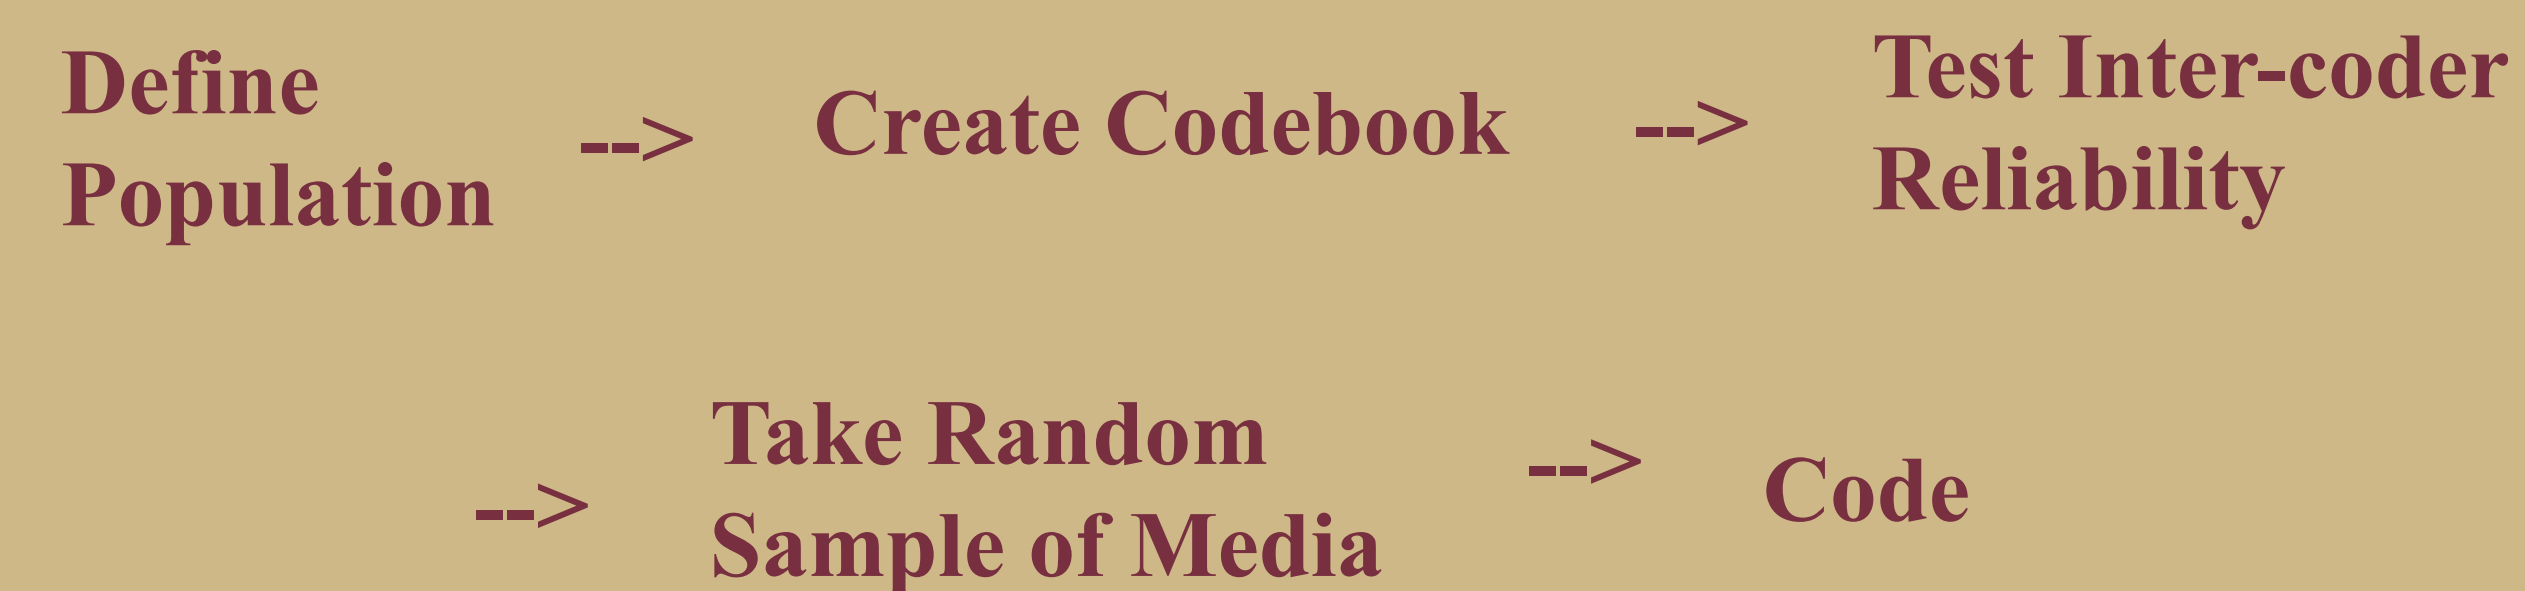 Define
Population
-->
Create Codebook
-->
Test Inter-coder
Reliability
-->
Take Random
Sample of Media
-->
Code